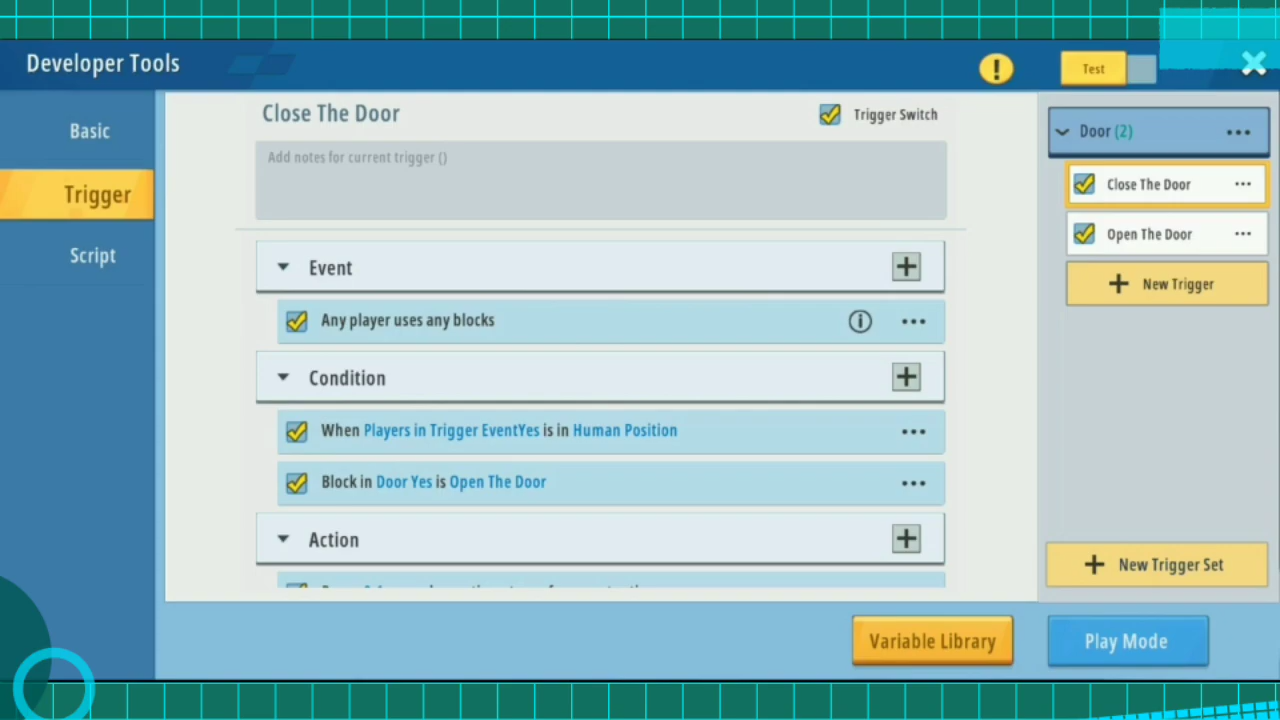 Developer Tools
!
Test
Basic
Trigger
Script
Close The Door
Trigger Switch
Add notes for current trigger ()
Event
Any player uses any blocks
Condition
When Players in Trigger EventYes is in Human Position
Block in Door Yes is Open The Door
Action
Door (2)
Close The Door
Open The Door
New Trigger
New Trigger Set
Variable Library
Play Mode